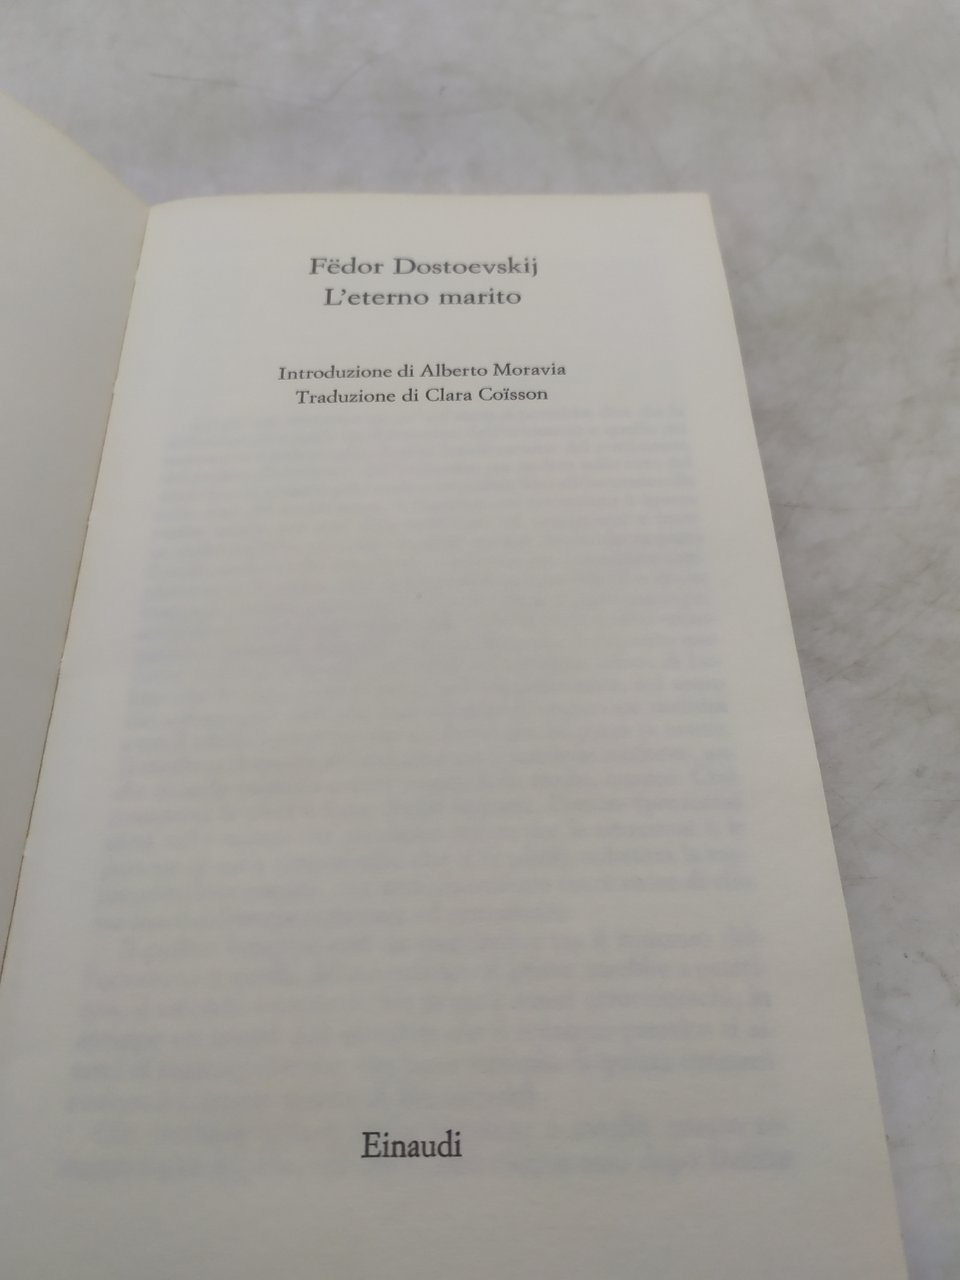 Fëdor Dostoevskij
L'eterno marito
Introduzione di Alberto Moravia
Traduzione di Clara Coïsson
Einaudi